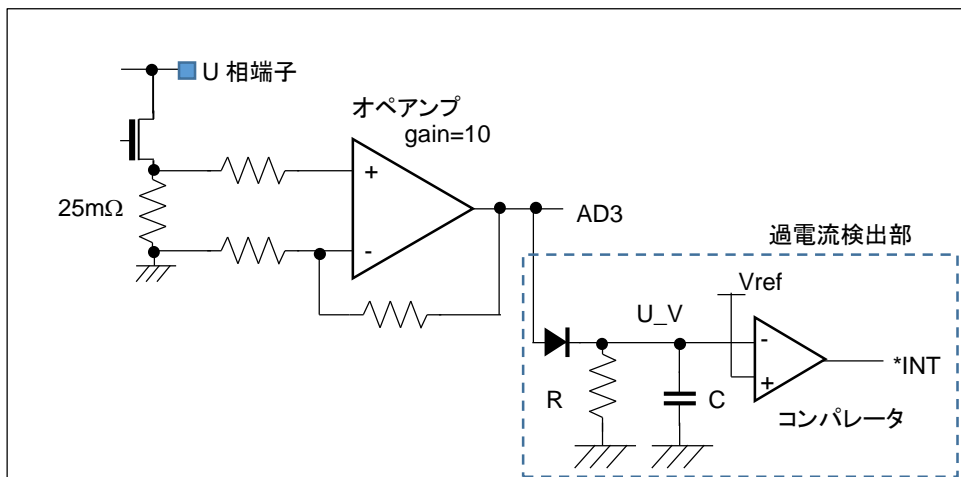 U 相端子
オペアンプ
gain=10
+
25mΩ
AD3
-
過電流検出部
Vref
U_V
-
*INT
+
R
C
コンパレータ